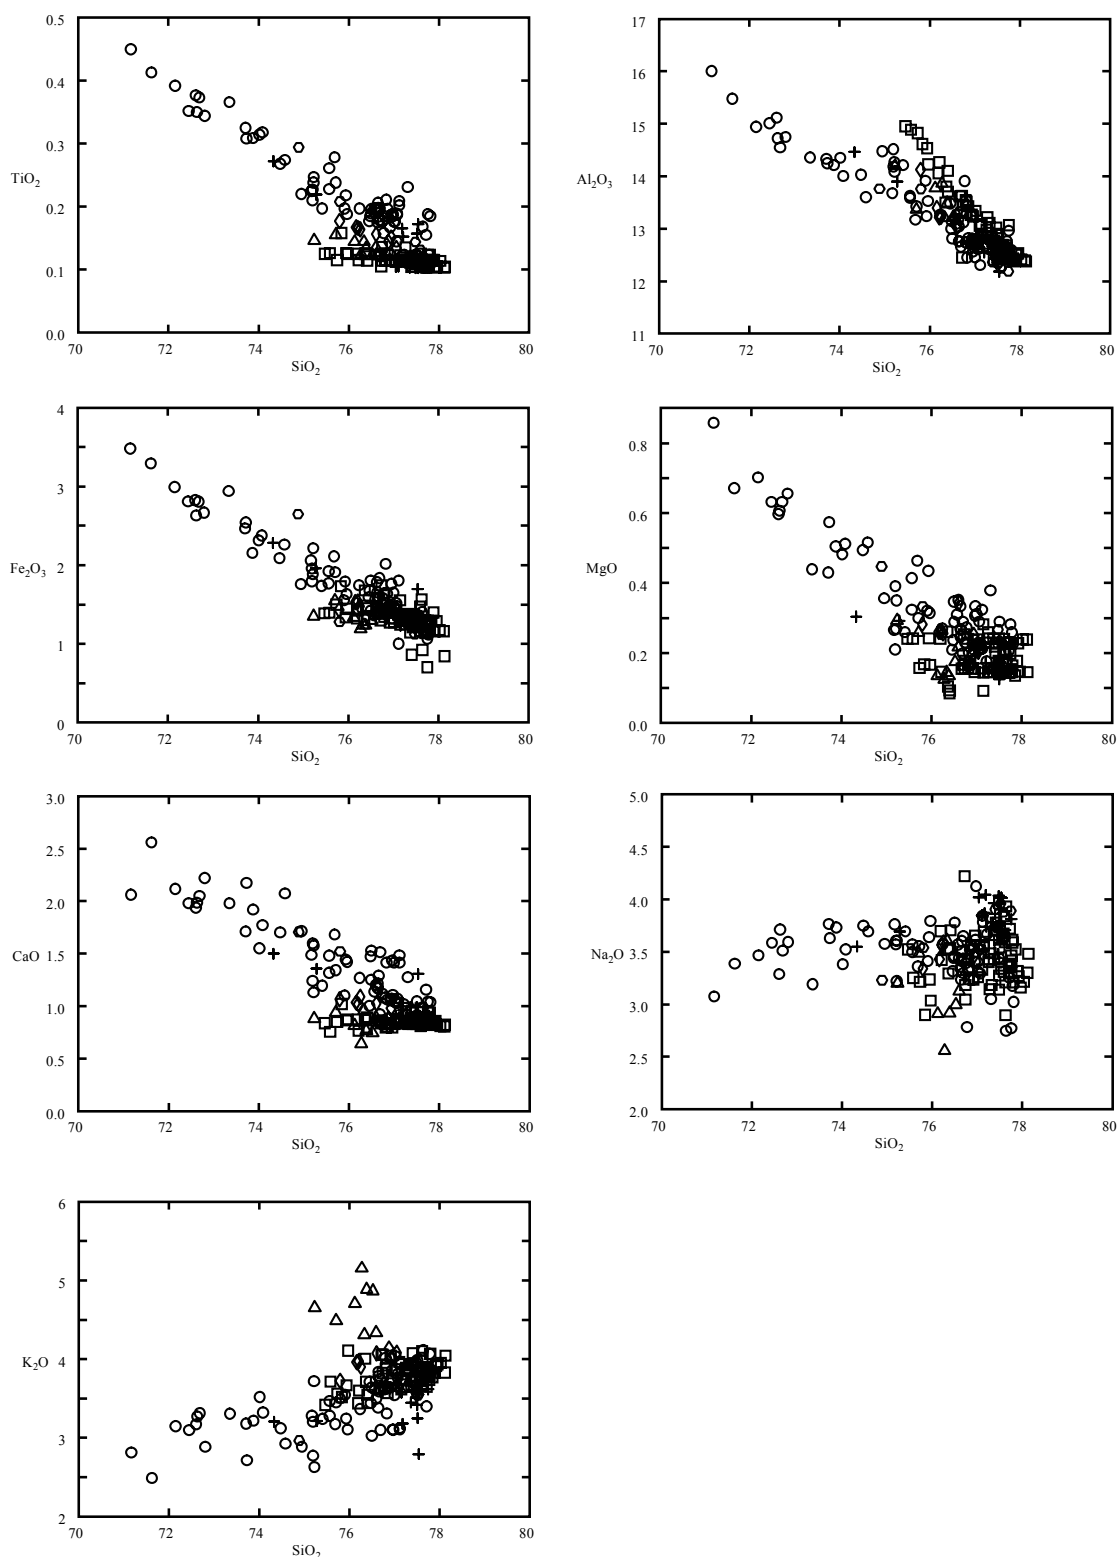 0.5
0.4
0.3
TiO2
0.2
0.1
0.0
70 72 74 76 78 80
SiO2
17
16
15
Al2O3 14
13
12
11
70 72 74 76 78 80
SiO2
4
3
Fe2O3 2
1
0
70 72 74 76 78 80
SiO2
0.8
0.6
MgO
0.4
0.2
0.0
70 72 74 76 78 80
SiO2
3.0
2.5
2.0
CaO 1.5
1.0
0.5
0.0
70 72 74 76 78 80
SiO2
5.0
4.5
4.0
Na2O 3.5
3.0
2.5
2.0
70 72 74 76 78 80
SiO2
6
5
K2O 4
3
2
70 72 74 76 78 80
SiO2